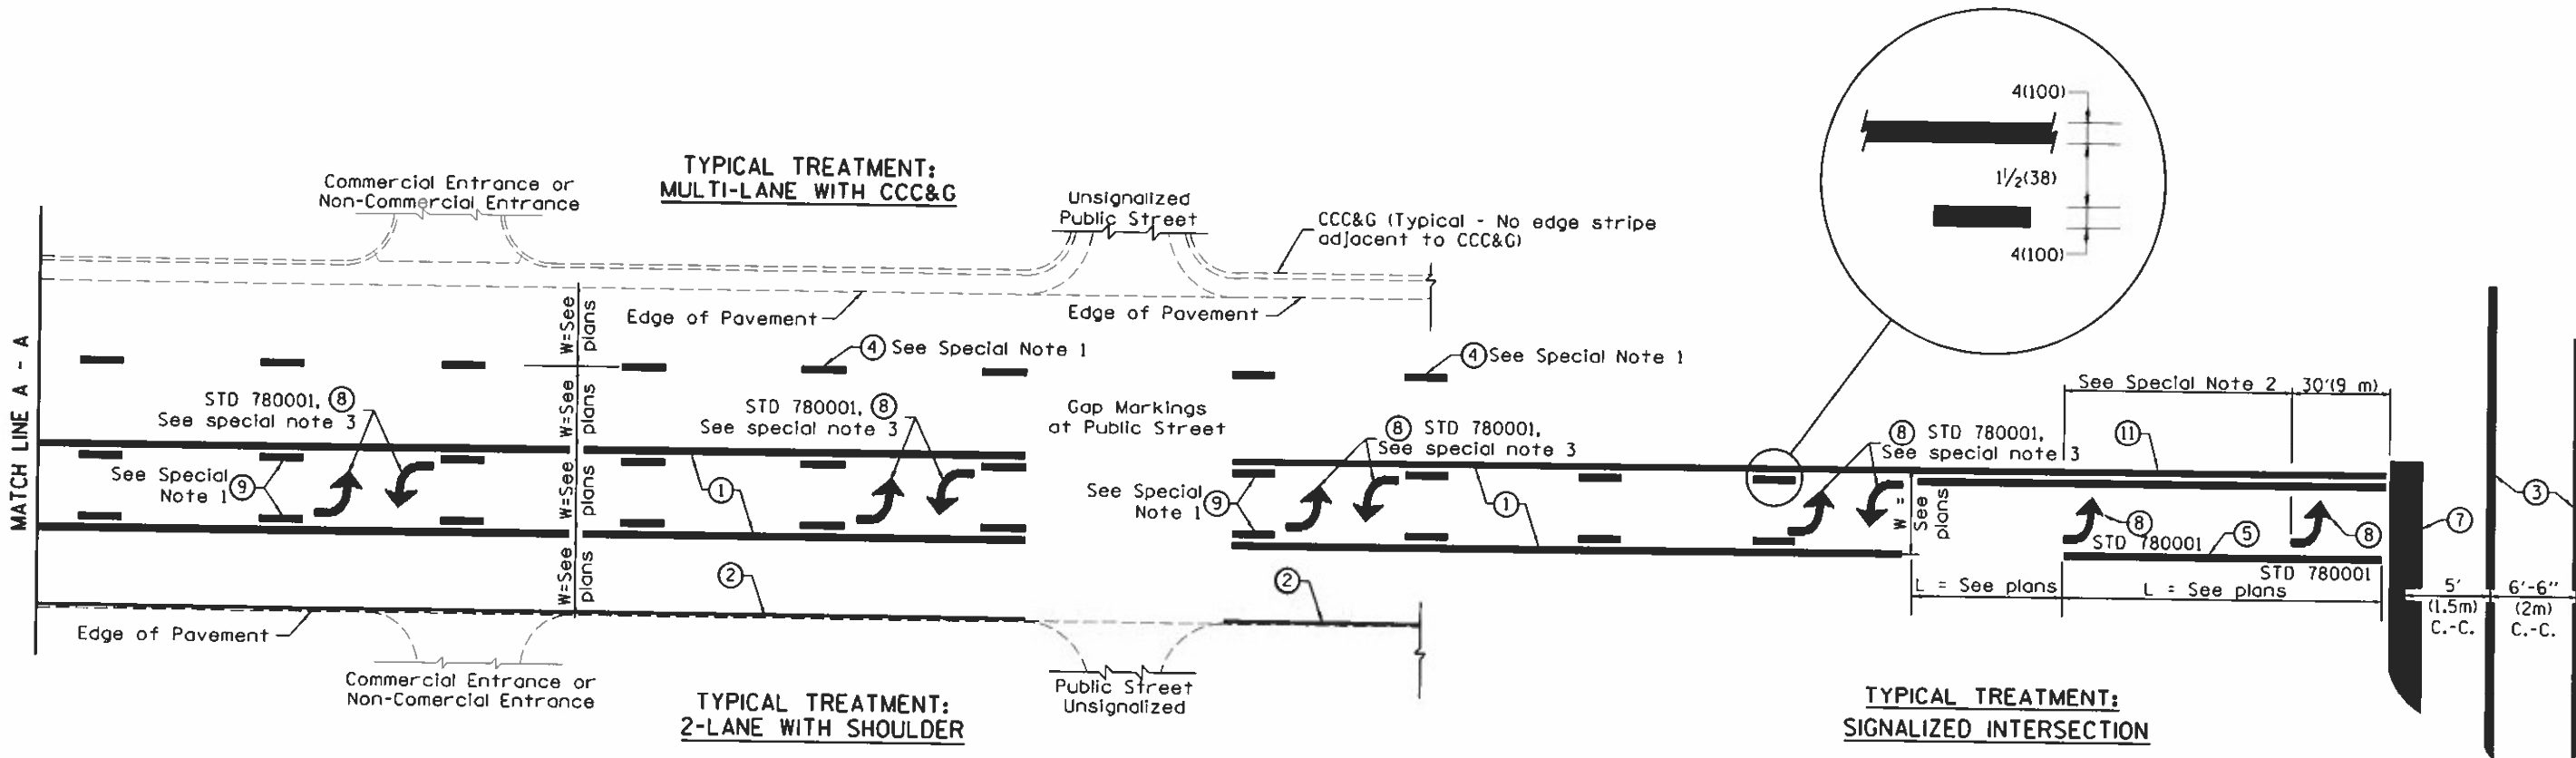 4(100)
1½(38)
4(100)
TYPICAL TREATMENT:
MULTI-LANE WITH CCC&G
Commercial Entrance or
Non-Commercial Entrance
Unsignalized
Public Street
CCC&G (Typical - No edge stripe
adjacent to CCC&G)
MATCH LINE A - A
W=See
plans
W=See
plans
W=See
plans
W=See
plans
Edge of Pavement
Edge of Pavement
4 See Special Note 1
4 See Special Note 1
STD 780001, 8
See special note 3
STD 780001, 8
See special note 3
Gap Markings
at Public Street
8 STD 780001,
See special note 3
8 STD 780001,
See special note 3
See Special Note 2
30'(9 m)
11
See Special
Note 1 9
1
See Special
Note 1 9
1
W =
See
plans
8
STD 780001
5
8
STD 780001
7
3
2
2
L = See plans
L = See plans
5'
(1.5m)
C.-C.
6'-6"
(2m)
C.-C.
Edge of Pavement
Commercial Entrance or
Non-Comercial Entrance
Public Street
Unsignalized
TYPICAL TREATMENT:
2-LANE WITH SHOULDER
TYPICAL TREATMENT:
SIGNALIZED INTERSECTION